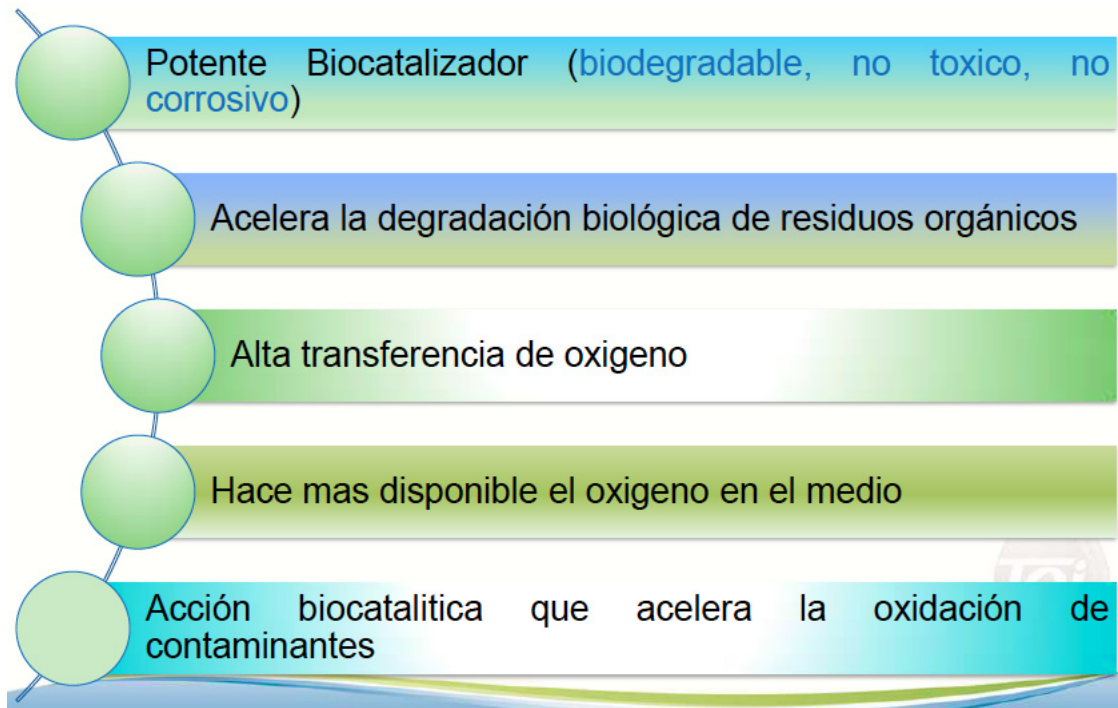 Potente Biocatalizador (biodegradable, no toxico, no
corrosivo)
Acelera la degradación biológica de residuos orgánicos
Alta transferencia de oxigeno
Hace mas disponible el oxigeno en el medio
Acción biocatalitica que acelera la oxidación de
contaminantes